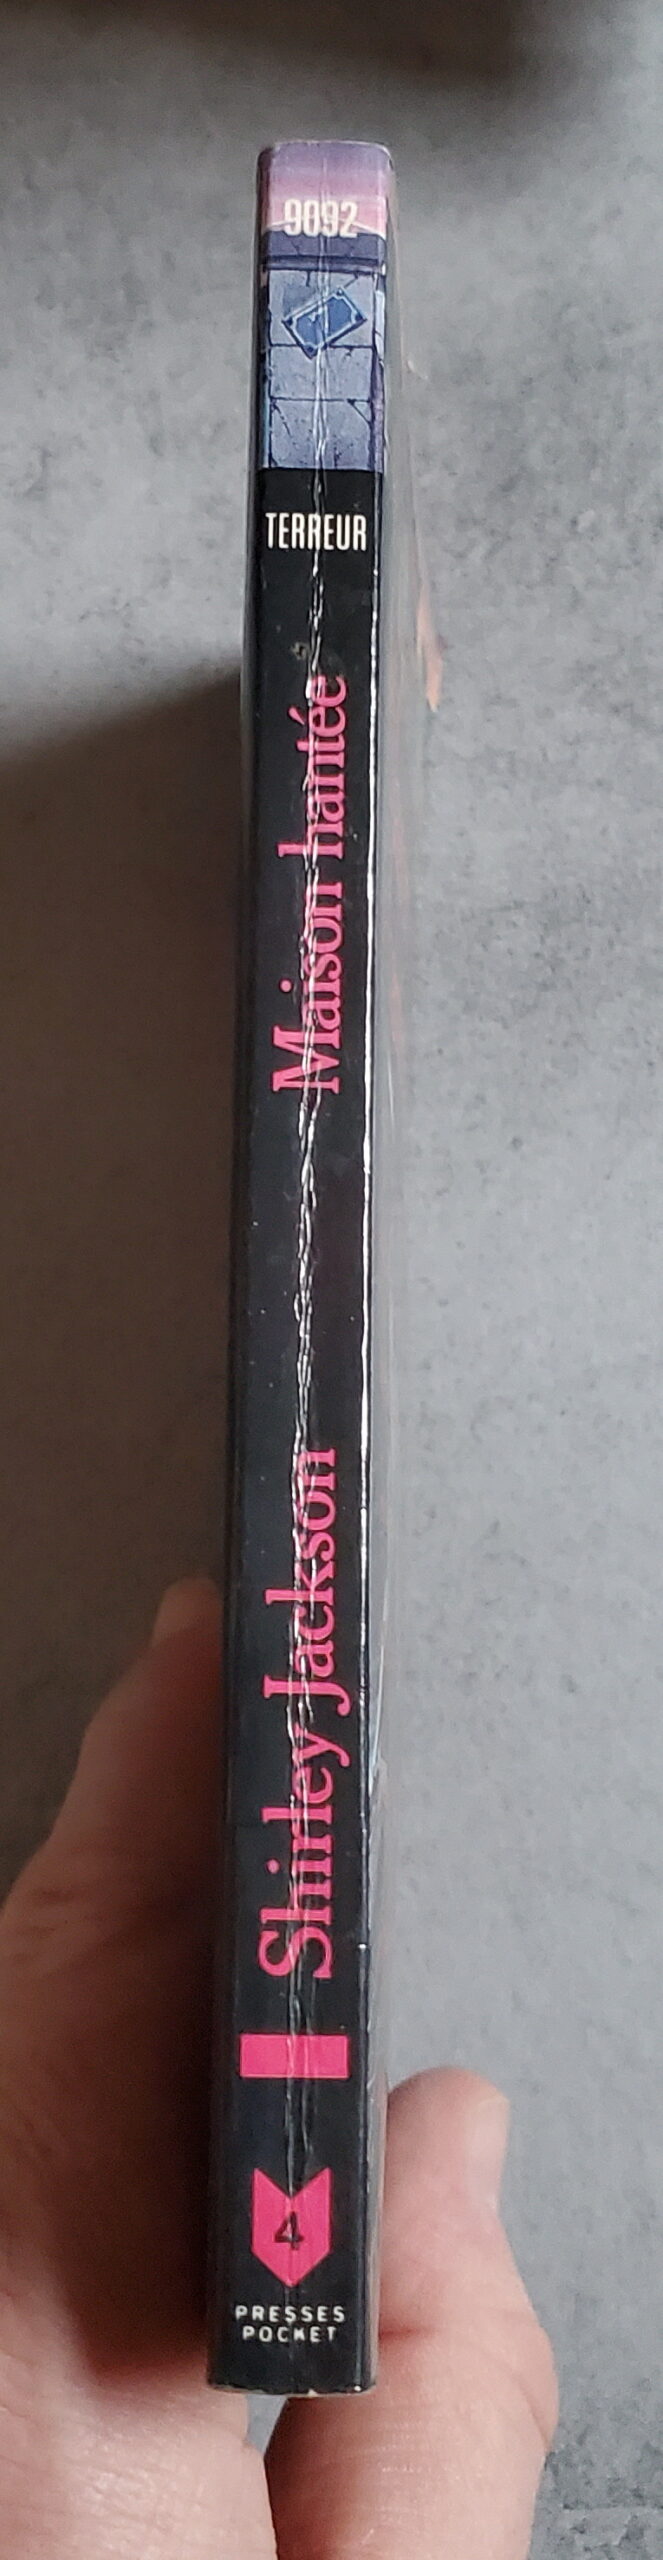 9092
TERREUR
Maison hantée
Shirley Jackson
4
PRESSES
POCKET